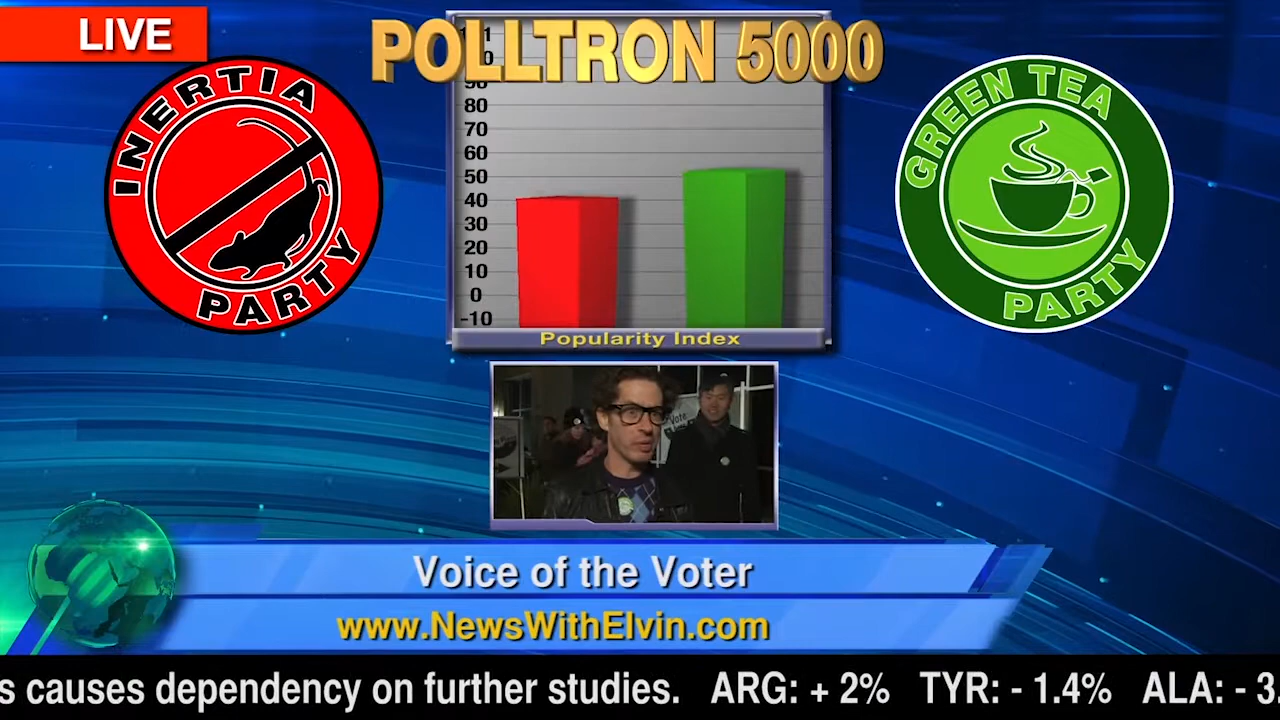 LIVE
POLLTRON 5000
INERTIA
PARTY
90
80
70
60
50
40
30
20
10
0
-10
Popularity Index
GREEN TEA
PARTY
Vote
Voice of the Voter
www.NewsWithElvin.com
s causes dependency on further studies. ARG: + 2% TYR: - 1.4% ALA: - 3.